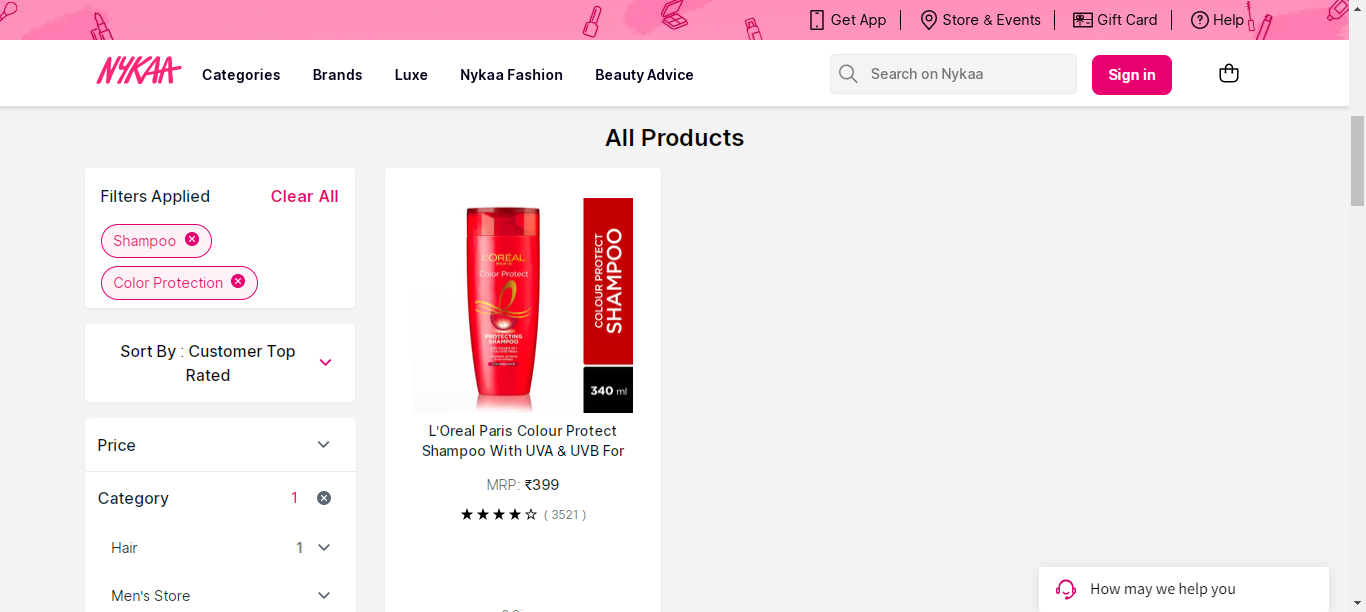 Get App
Store & Events
Gift Card
Help
NYKAA
Categories
Brands
Luxe
Nykaa Fashion
Beauty Advice
Search on Nykaa
Sign in
All Products
Filters Applied
Clear All
Shampoo
Color Protection
Sort By : Customer Top
Rated
Price
Category
1
Hair
1
Men's Store
L'OREAL
PARIS
Color Protect
PROTECTING
SHAMPOO
COLOUR PROTECT
SHAMPOO
340 ml
L'Oreal Paris Colour Protect
Shampoo With UVA & UVB For
MRP: ₹399
( 3521 )
How may we help you